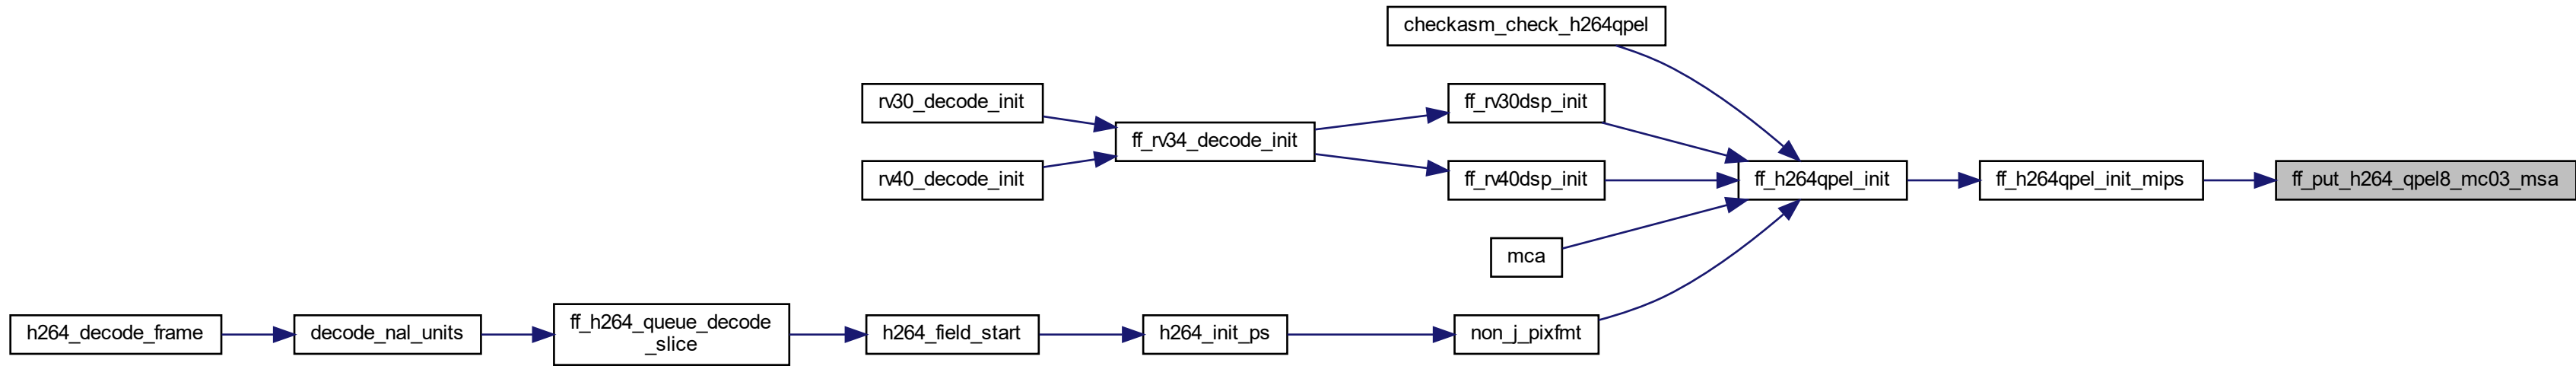 checkasm_check_h264qpel
rv30_decode_init
ff_rv30dsp_init
ff_rv34_decode_init
rv40_decode_init
ff_rv40dsp_init
ff_h264qpel_init
ff_h264qpel_init_mips
ff_put_h264_qpel8_mc03_msa
mca
h264_decode_frame
decode_nal_units
ff_h264_queue_decode
_slice
h264_field_start
h264_init_ps
non_j_pixfmt